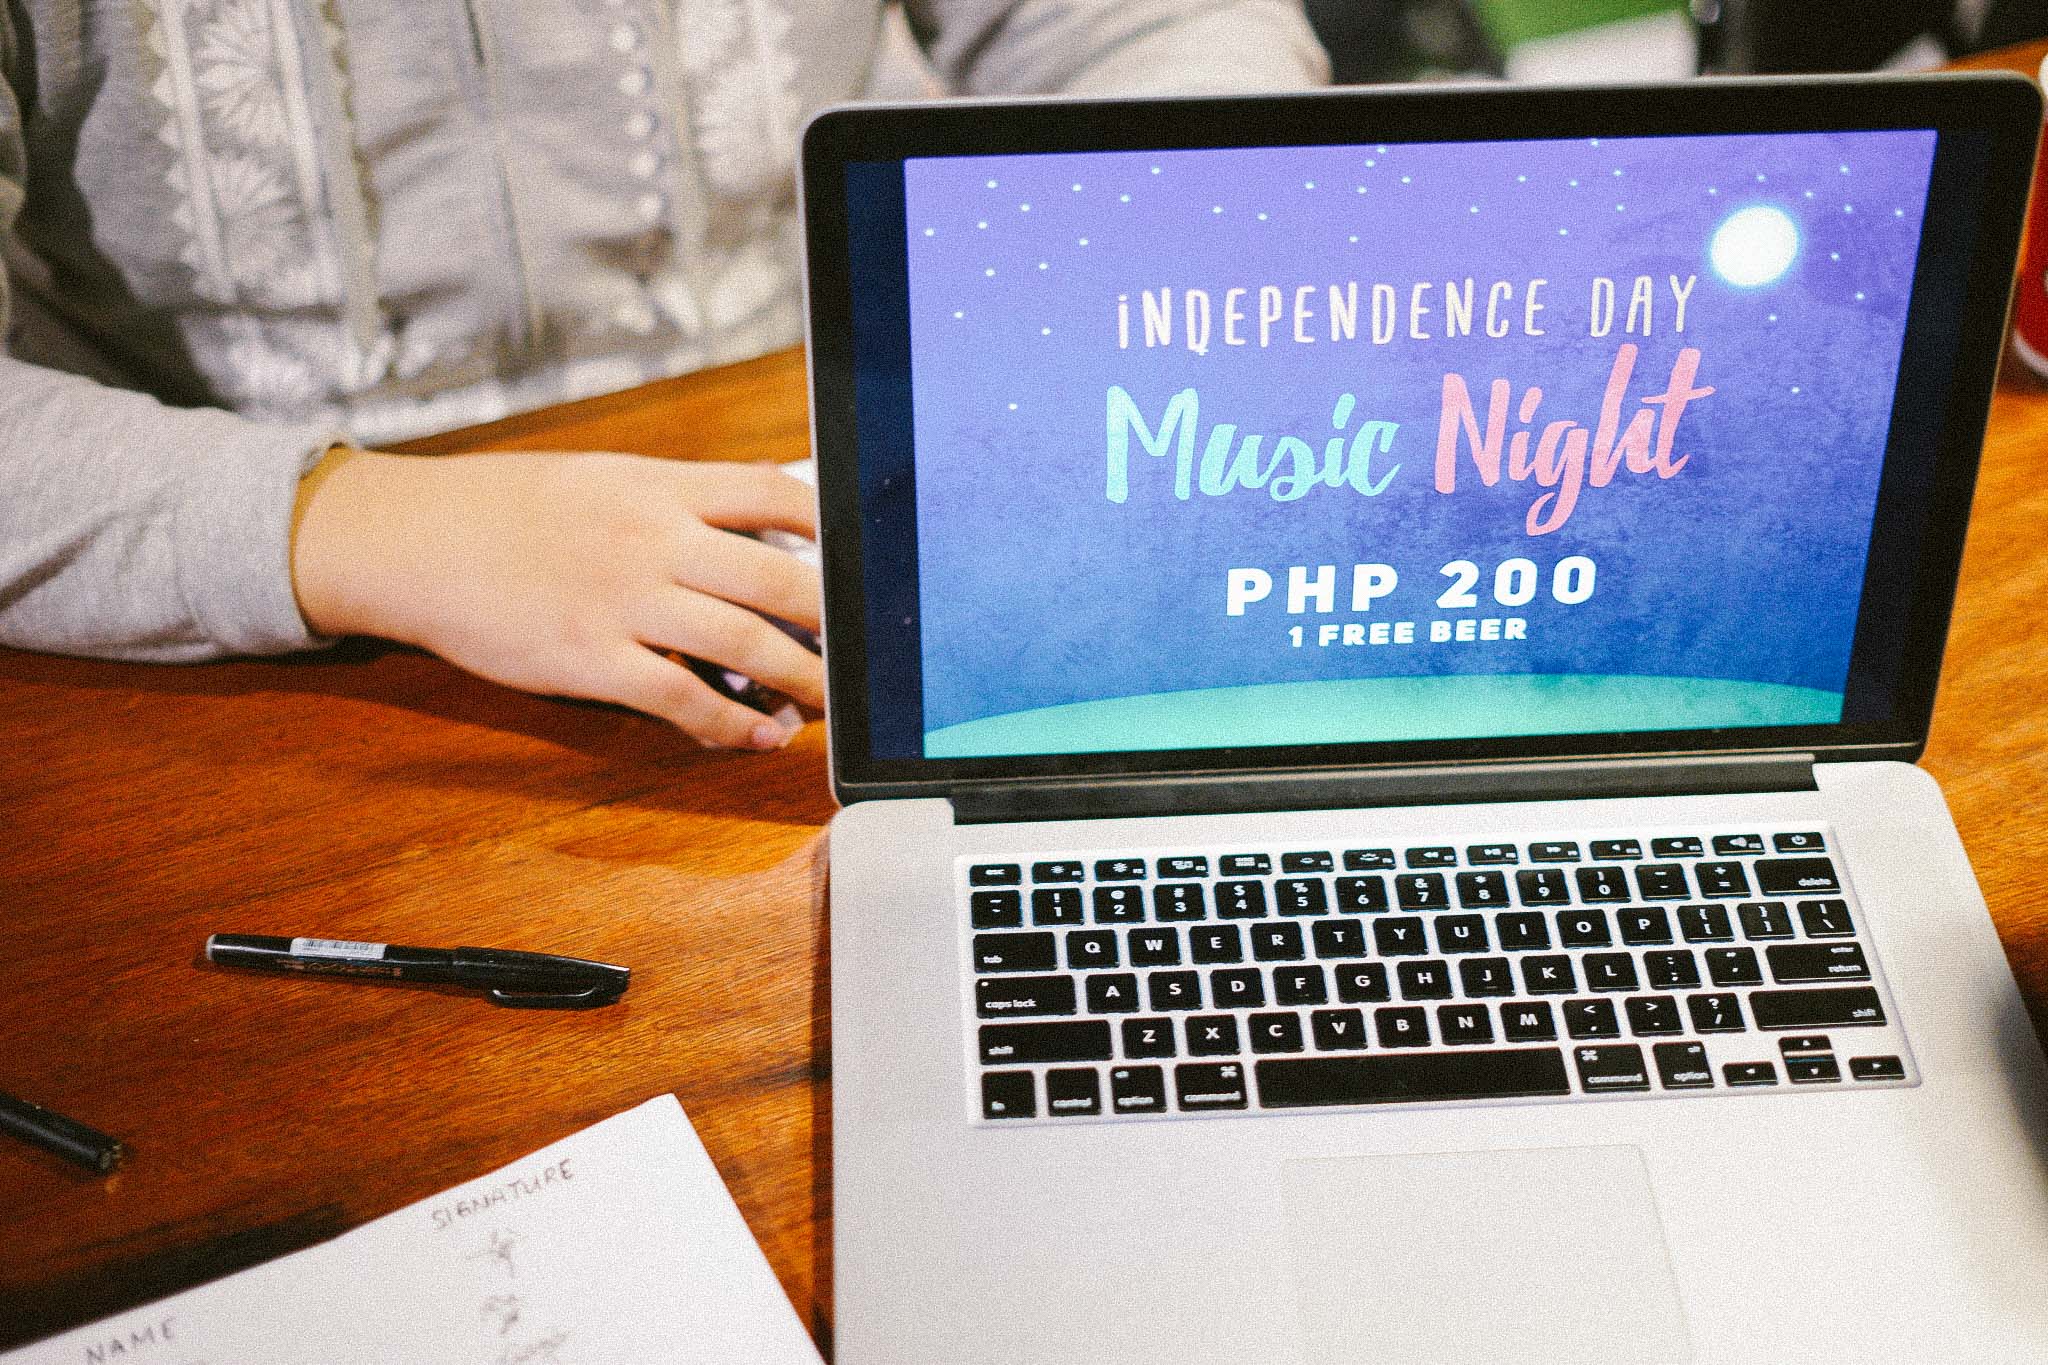 iNDEPENDENCE DAY
Music Night
PHP 200
1 FREE BEER
esc
~ ! 1 @ 2 # 3 $ 4 % 5 ^ 6 & 7 * 8 ( 9 ) 0 - + = delete
tab Q W E R T Y U I O P { [ } ] | \
caps lock A S D F G H J K L : ; " ' enter return
shift Z X C V B N M < , > . ? / shift
fn control option ⌘ command ⌘ command option
SIGNATURE
NAME